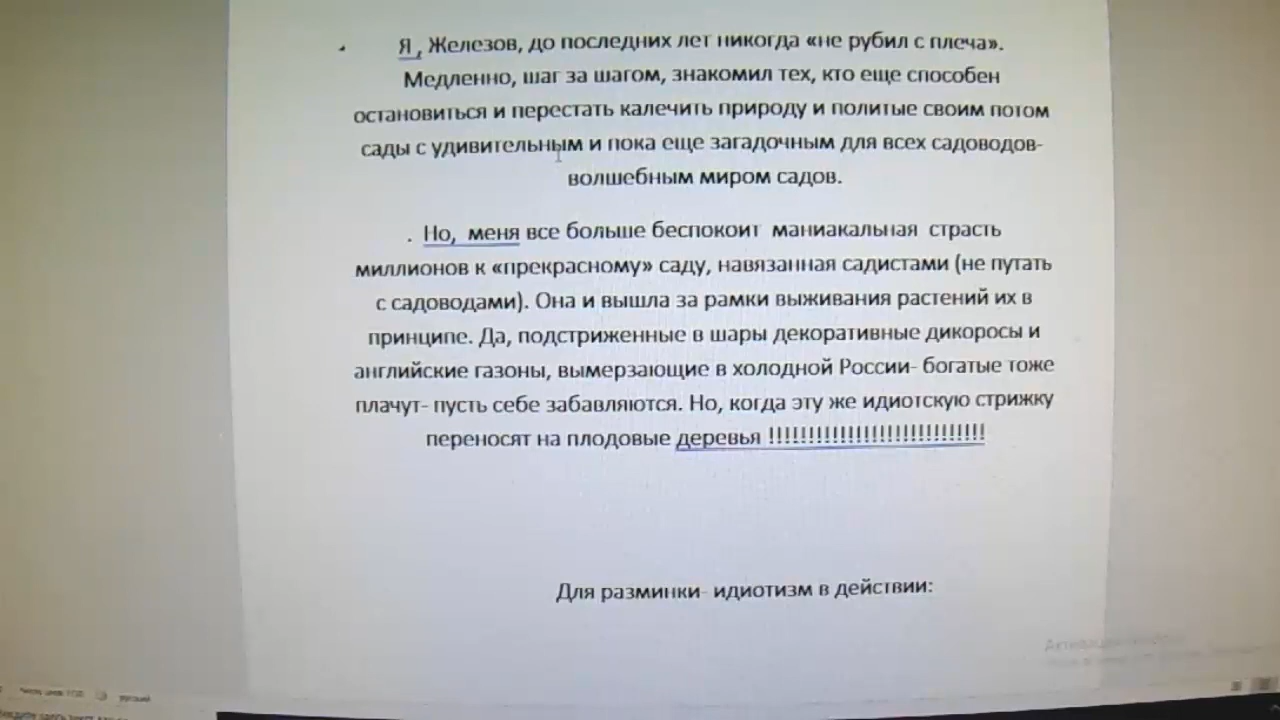 Я , Железов, до последних лет никогда «не рубил с плеча».
Медленно, шаг за шагом, знакомил тех, кто еще способен
остановиться и перестать калечить природу и политые своим потом
сады с удивительным и пока еще загадочным для всех садоводов-
волшебным миром садов.
. Но, меня все больше беспокоит маниакальная страсть
миллионов к «прекрасному» саду, навязанная садистами (не путать
с садоводами). Она и вышла за рамки выживания растений их в
принципе. Да, подстриженные в шары декоративные дикоросы и
английские газоны, вымерзающие в холодной России- богатые тоже
плачут- пусть себе забавляются. Но, когда эту же идиотскую стрижку
переносят на плодовые деревья !!!!!!!!!!!!!!!!!!!!!!!!!!!!
Для разминки- идиотизм в действии:
русский